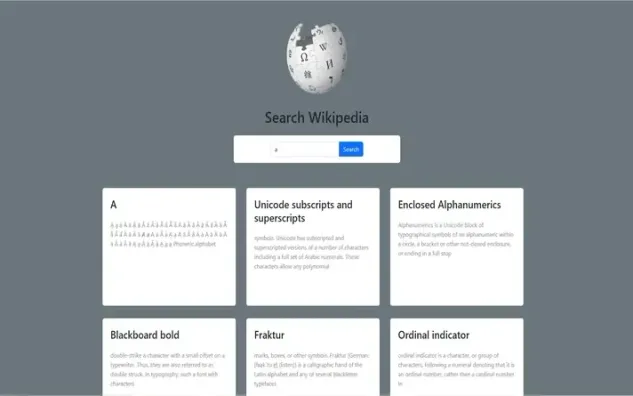 Search Wikipedia
Search
A
Phonetic alphabet
Unicode subscripts and
superscripts
symbols. Unicode has subscripted and
superscripted versions of a number of characters
including a full set of Arabic numerals. These
characters allow any polynomial
Enclosed Alphanumerics
Alphanumerics is a Unicode block of
typographical symbols of an alphanumeric within
a circle, a bracket or other not-closed enclosure,
or ending in a full stop
Blackboard bold
double-strike a character with a small offset on a
typewriter. Thus, they are also referred to as
double struck. In typography, such a font with
characters
Fraktur
marks, boxes, or other symbols. Fraktur (German:
is a calligraphic hand of the
Latin alphabet and any of several blackletter
typefaces
Ordinal indicator
ordinal indicator is a character, or group of
characters, following a numeral denoting that it is
an ordinal number, rather than a cardinal number.
In